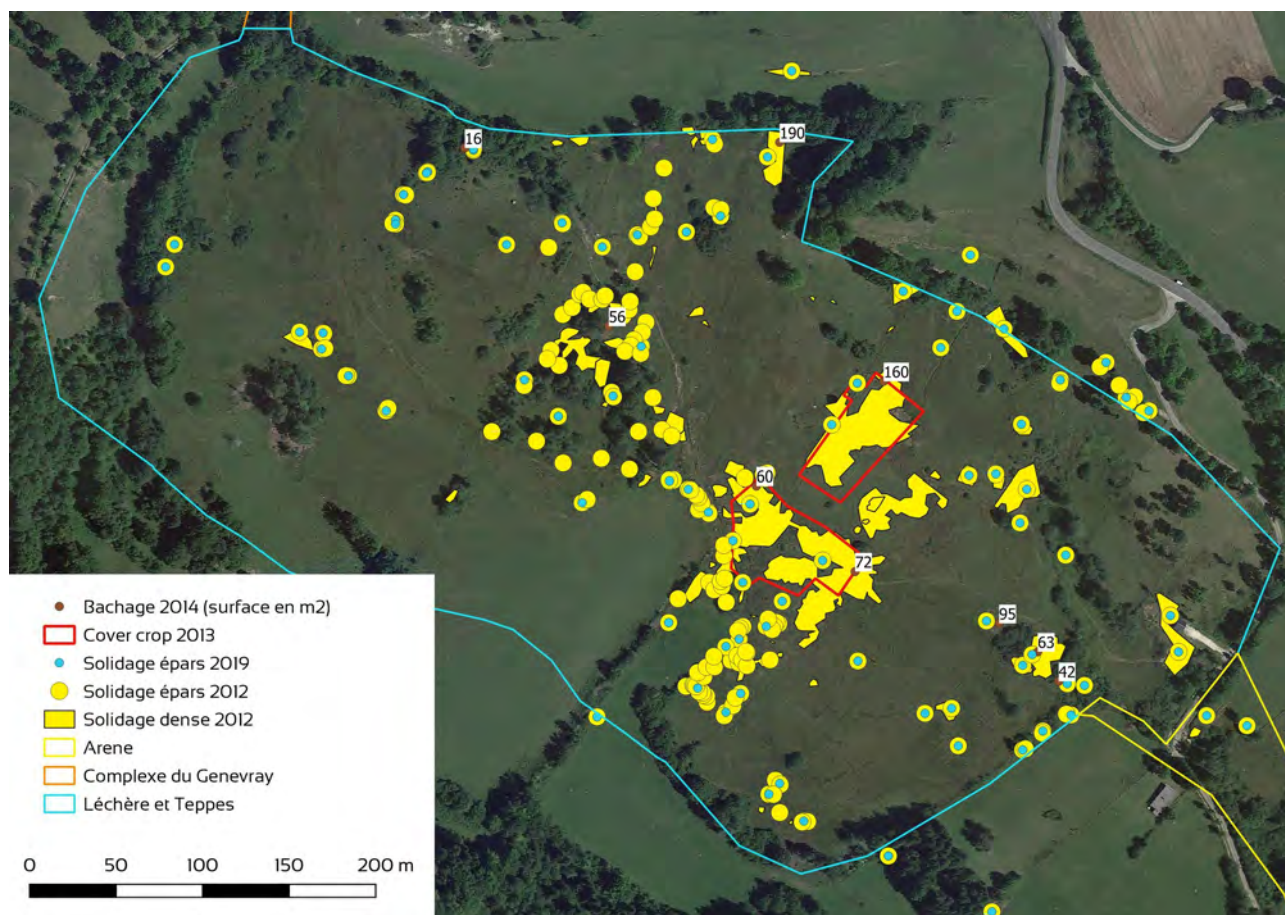 16
190
56
160
60
72
95
63
42
Bachage 2014 (surface en m2)
Cover crop 2013
Solidage épars 2019
Solidage épars 2012
Solidage dense 2012
Arene
Complexe du Genevray
Léchère et Teppes
0 50 100 150 200 m